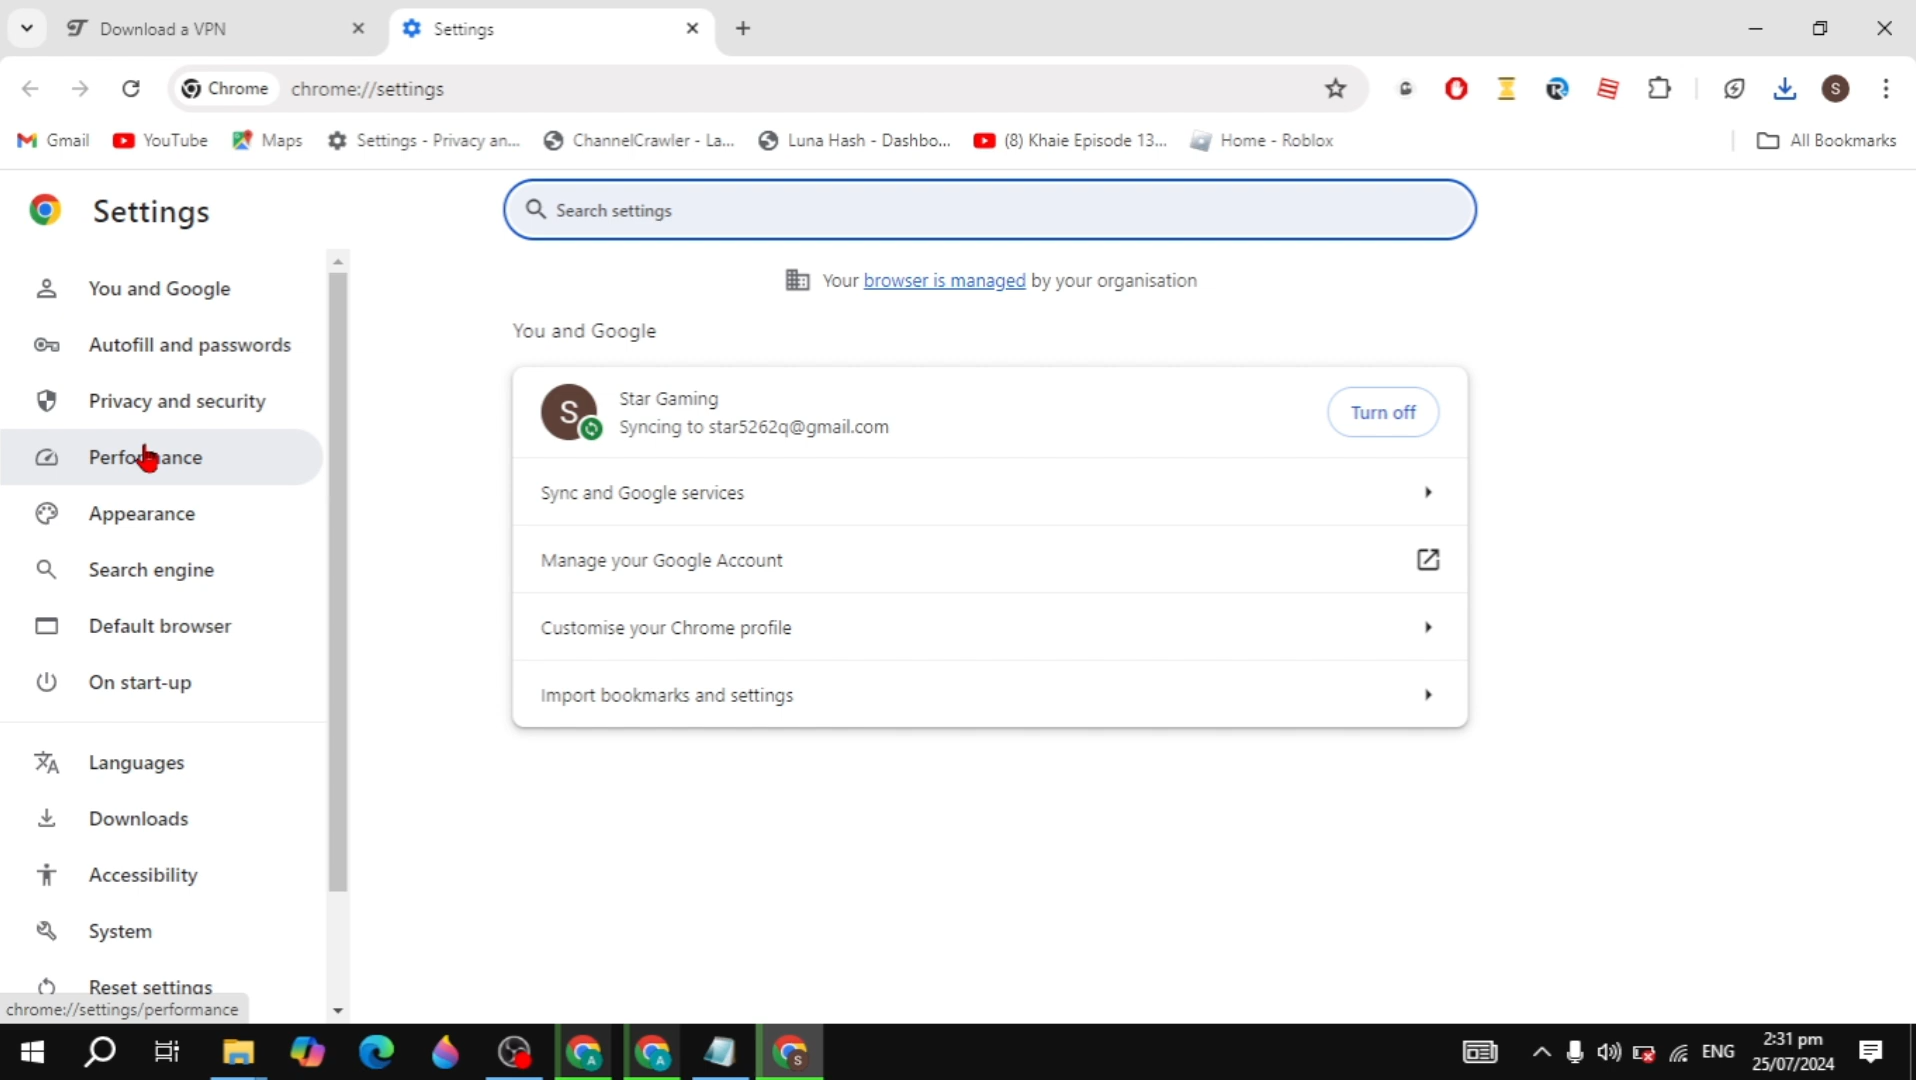 Download a VPN
Settings
Chrome
chrome://settings
S
Gmail
YouTube
Maps
Settings - Privacy an...
ChannelCrawler - La...
Luna Hash - Dashbo...
(8) Khaie Episode 13...
Home - Roblox
All Bookmarks
Settings
Search settings
Your browser is managed by your organisation
You and Google
Autofill and passwords
Privacy and security
Performance
Appearance
Search engine
Default browser
On start-up
Languages
Downloads
Accessibility
System
Reset settings
You and Google
S
Star Gaming
Syncing to star5262q@gmail.com
Turn off
Sync and Google services
Manage your Google Account
Customise your Chrome profile
Import bookmarks and settings
chrome://settings/performance
A
A
S
ENG
2:31 pm
25/07/2024